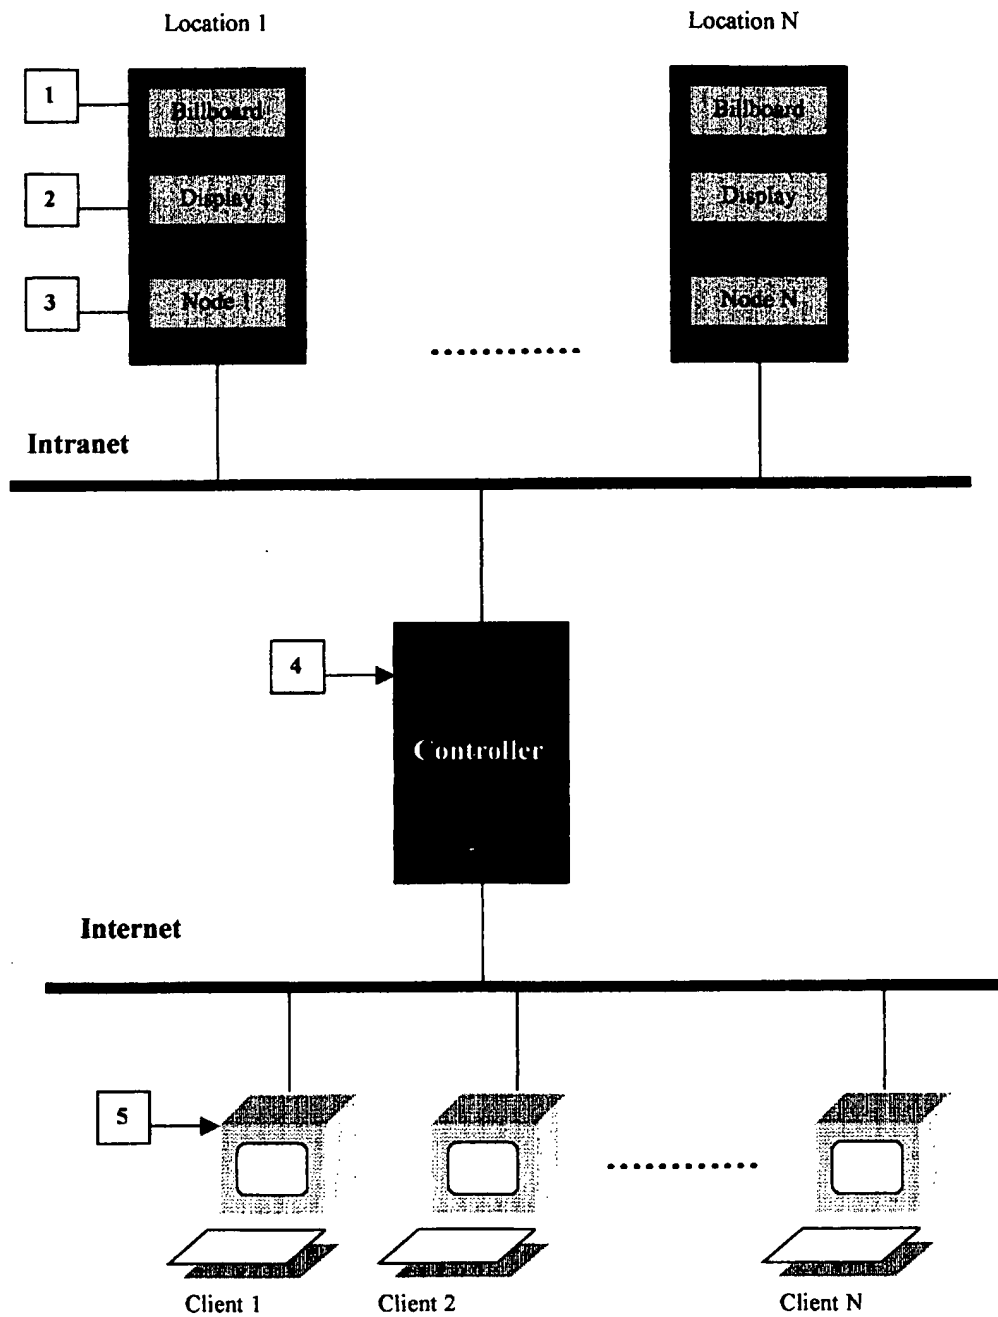 Location 1
Location N
1
Billboard
Billboard
2
Display
Display
3
Node 1
Node N
Intranet
4
Controller
Internet
5
Client 1
Client 2
Client N